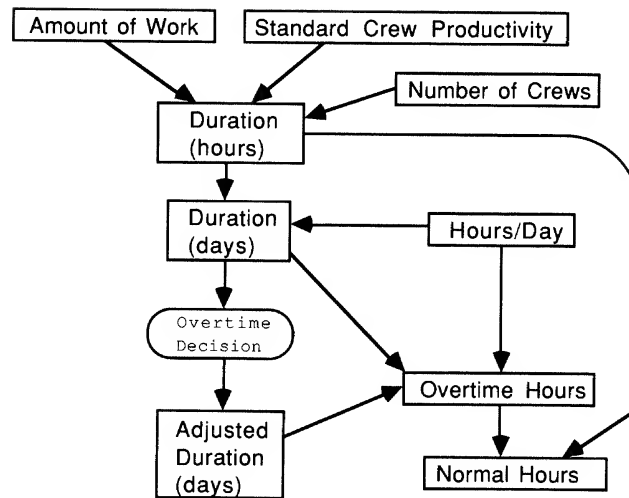 Amount of Work
Standard Crew Productivity
Number of Crews
Duration
(hours)
Duration
(days)
Hours/Day
Overtime
Decision
Overtime Hours
Adjusted
Duration
(days)
Normal Hours